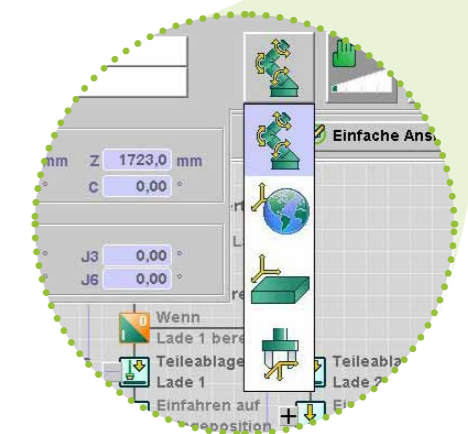 Einfache Ans
mm Z 1723,0 mm
° C 0,00 °
° J3 0,00 °
° J6 0,00 °
Wenn
Lade 1 bere
Teileablage
Lade 1
Teileabla
Lade 2
Einfahren auf